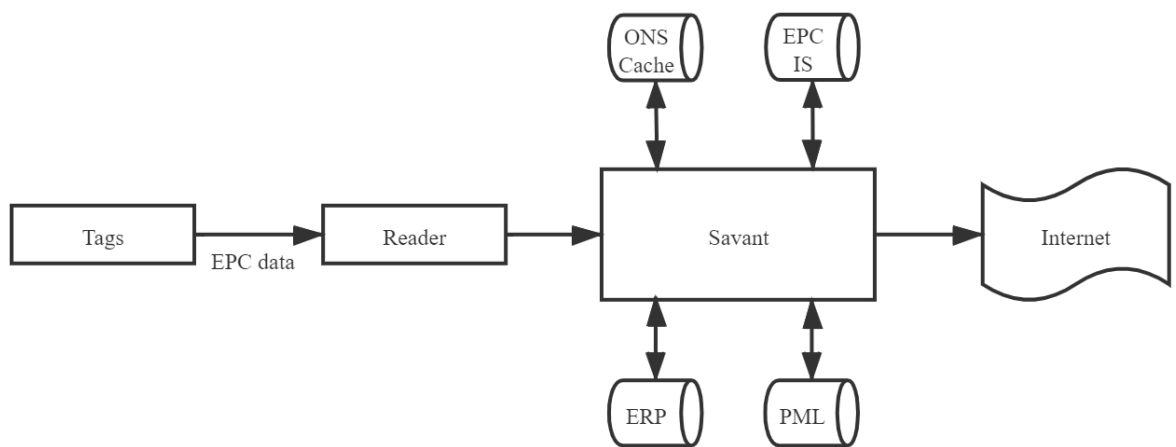 ONS
Cache
EPC
IS
Tags
EPC data
Reader
Savant
Internet
ERP
PML